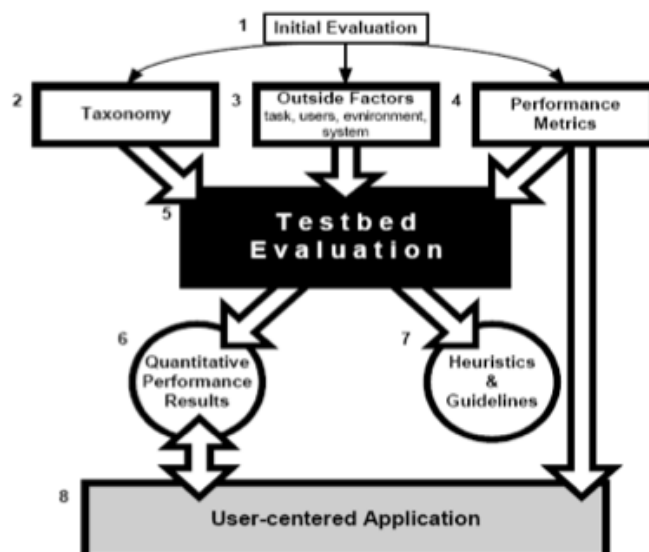 1 Initial Evaluation
2 Taxonomy
3 Outside Factors
task, users, evnironment,
system
4 Performance
Metrics
5 Testbed
Evaluation
6 Quantitative
Performance
Results
7 Heuristics
&
Guidelines
8 User-centered Application